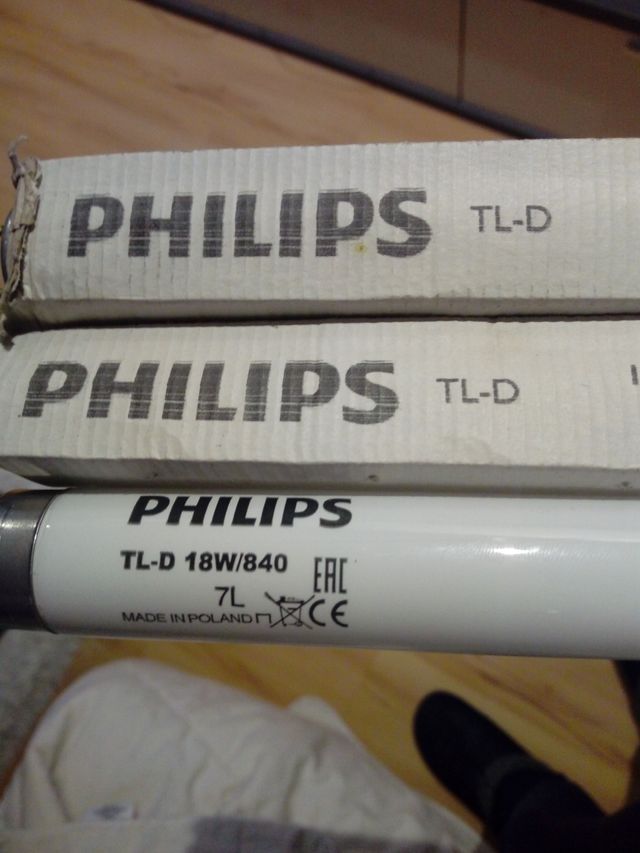 PHILIPS TL-D
PHILIPS TL-D
PHILIPS
TL-D 18W/840 EAC
7L
MADE IN POLAND CE